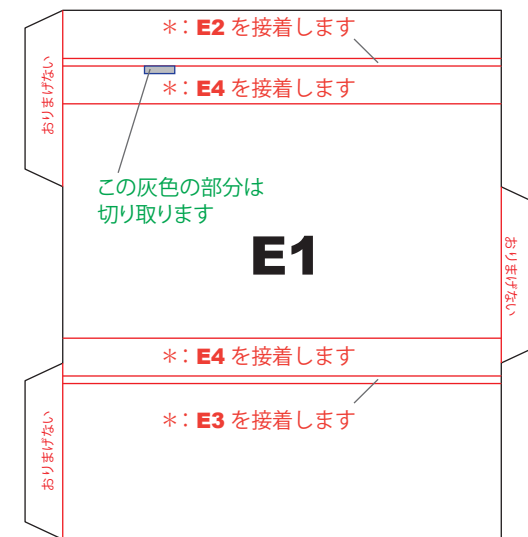 ＊：E2 を接着します
おりまげない
＊：E4 を接着します
この灰色の部分は
切り取ります
E1
おりまげない
＊：E4 を接着します
＊：E3 を接着します
おりまげない